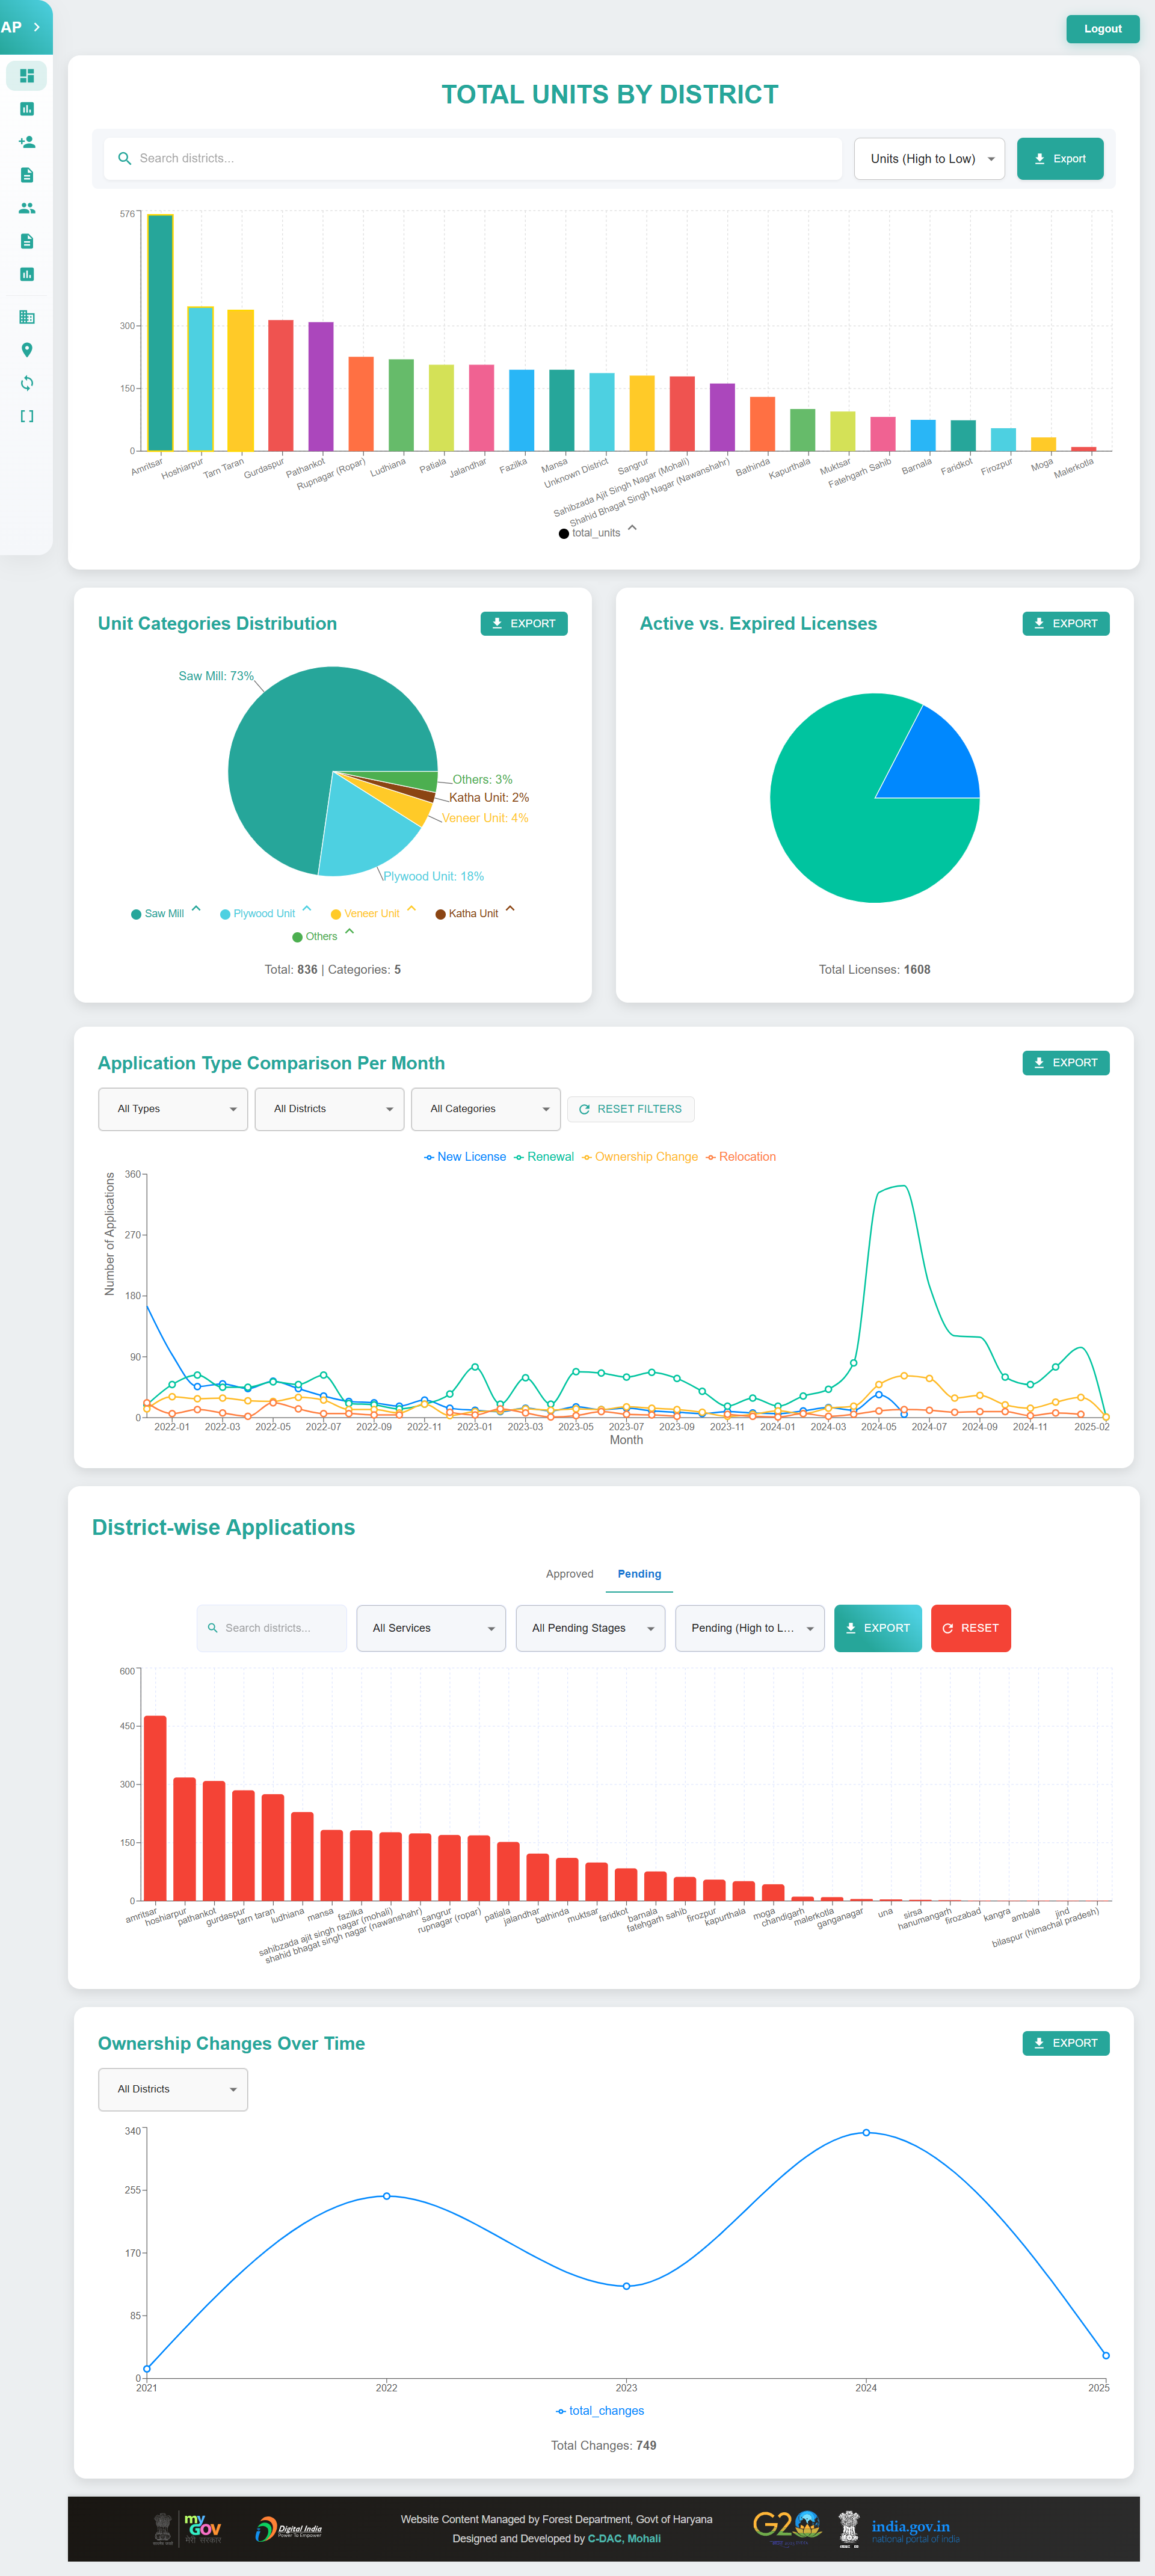 AP
Logout
TOTAL UNITS BY DISTRICT
Search districts...
Units (High to Low)
Export
576
300
150
0
Amritsar
Hoshiarpur
Tarn Taran
Gurdaspur
Pathankot
Rupnagar (Ropar)
Ludhiana
Patiala
Jalandhar
Fazilka
Mansa
Unknown District
Sangrur
Sahibzada Ajit Singh Nagar (Mohali)
Shahid Bhagat Singh Nagar (Nawanshahr)
Bathinda
Kapurthala
Muktsar
Fatehgarh Sahib
Barnala
Faridkot
Firozpur
Moga
Malerkotla
total_units
Unit Categories Distribution
EXPORT
Saw Mill: 73%
Others: 3%
Katha Unit: 2%
Veneer Unit: 4%
Plywood Unit: 18%
Saw Mill
Plywood Unit
Veneer Unit
Katha Unit
Others
Total: 836 | Categories: 5
Active vs. Expired Licenses
EXPORT
Total Licenses: 1608
Application Type Comparison Per Month
EXPORT
All Types
All Districts
All Categories
RESET FILTERS
New License
Renewal
Ownership Change
Relocation
Number of Applications
360
270
180
90
0
2022-01
2022-03
2022-05
2022-07
2022-09
2022-11
2023-01
2023-03
2023-05
2023-07
2023-09
2023-11
2024-01
2024-03
2024-05
2024-07
2024-09
2024-11
2025-02
Month
District-wise Applications
Approved
Pending
Search districts...
All Services
All Pending Stages
Pending (High to L...
EXPORT
RESET
600
450
300
150
0
amritsar
hoshiarpur
pathankot
gurdaspur
tarn taran
ludhiana
mansa
fazilka
sahibzada ajit singh nagar (mohali)
shahid bhagat singh nagar (nawanshahr)
sangrur
rupnagar (ropar)
patiala
jalandhar
bathinda
muktsar
faridkot
barnala
fatehgarh sahib
firozpur
kapurthala
moga
chandigarh
malerkotla
ganganagar
una
sirsa
hanumangarh
firozabad
kangra
ambala
jind
bilaspur (himachal pradesh)
Ownership Changes Over Time
EXPORT
All Districts
340
255
170
85
0
2021
2022
2023
2024
2025
total_changes
Total Changes: 749
my
GOV
मेरी सरकार
Digital India
Power To Empower
Website Content Managed by Forest Department, Govt of Haryana
Designed and Developed by C-DAC, Mohali
G20
india.gov.in
national portal of india